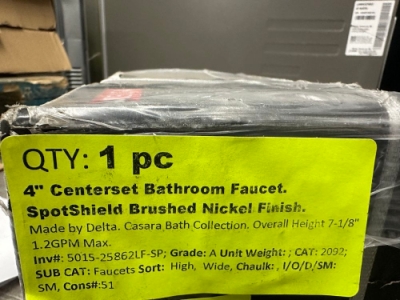 QTY: 1 pc
4" Centerset Bathroom Faucet.
SpotShield Brushed Nickel Finish.
Made by Delta. Casara Bath Collection. Overall Height 7-1/8"
1.2GPM Max.
Inv#: 5015-25862LF-SP; Grade: A Unit Weight: ; CAT: 2092;
SUB CAT: Faucets Sort: High, Wide, Chaulk: , I/O/D/SM:
SM, Cons#:51